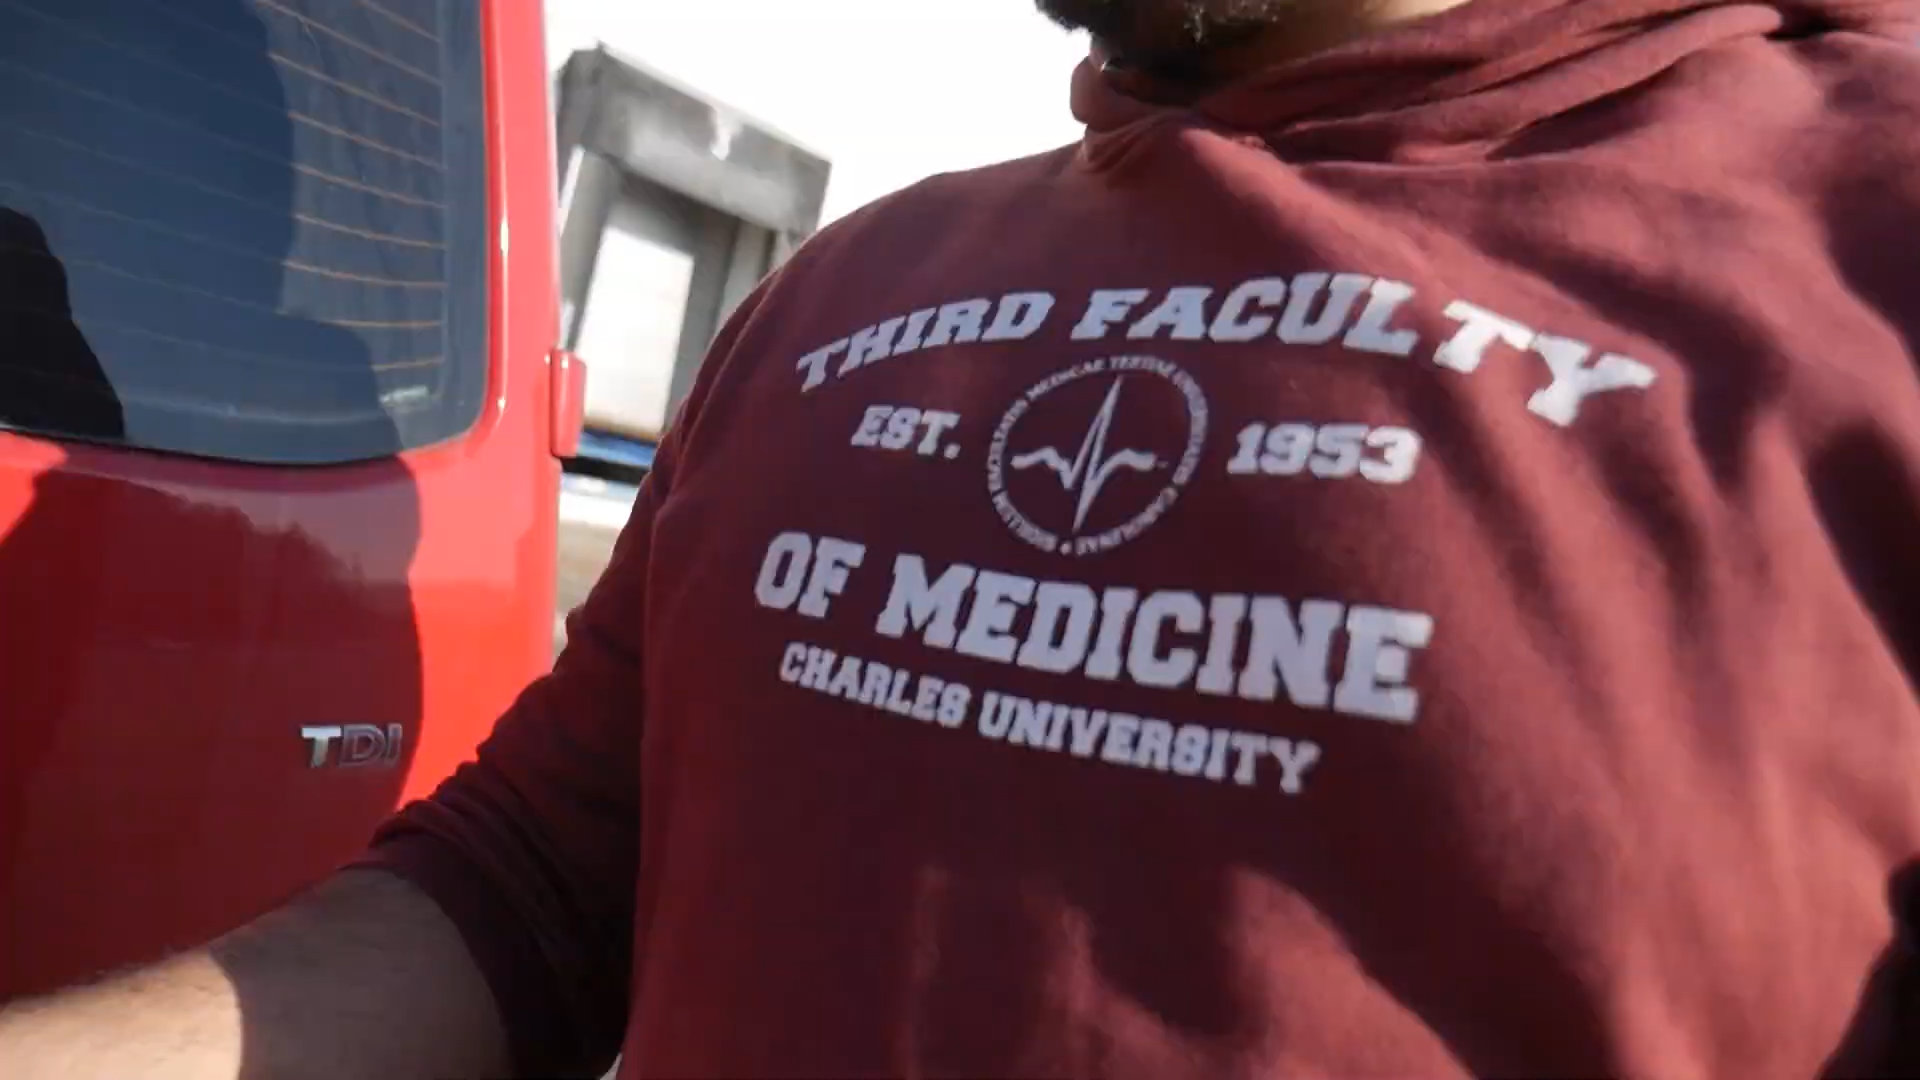 THIRD FACULTY
EST. 1953
OF MEDICINE
CHARLES UNIVERSITY
TDI